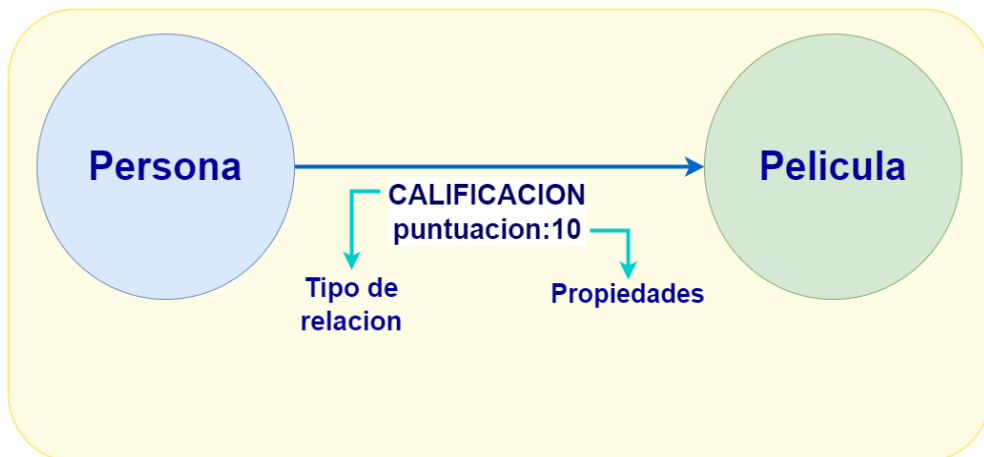 Persona
Pelicula
CALIFICACION
puntuacion:10
Tipo de
relacion
Propiedades